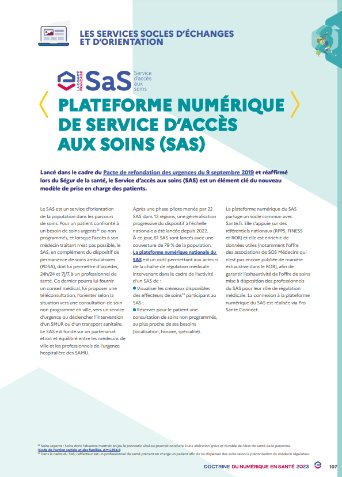 LES SERVICES SOCLES D'ÉCHANGES
ET D'ORIENTATION
SaS
Service
d'accès
aux
soins
PLATEFORME NUMÉRIQUE
DE SERVICE D'ACCÈS
AUX SOINS (SAS)
Lancé dans le cadre du Pacte de refondation des urgences du 9 septembre 2019 et réaffirmé
lors du Ségur de la santé, le Service d'accès aux soins (SAS) est un élément clé du nouveau
modèle de prise en charge des patients.
Le SAS est un service d'orientation
de la population dans les parcours
de soins. Pour un patient confronté à
un besoin de soins urgents ou non
programmés, et lorsque l'accès à son
médecin traitant n'est pas possible, le
SAS, en complément du dispositif de
permanence de soins ambulatoires
(PDSA), doit lui permettre d'accéder,
24h/24 et 7j/7, à un professionnel de
santé. Ce dernier pourra lui fournir
un conseil médical, lui proposer une
téléconsultation, l'orienter selon la
situation vers une consultation de soin
non programmé en ville, vers un service
d'urgence ou déclencher l'intervention
d'un SMUR ou d'un transport sanitaire.
Le SAS est fondé sur un partenariat
étroit et équilibré entre les médecins de
ville et les professionnels de l'urgence
hospitalière des SAMU.
Après une phase pilote menée par 22
SAS dans 13 régions, une généralisation
progressive du dispositif à l'échelle
nationale a été lancée depuis 2022.
À ce jour, 61 SAS sont lancés avec une
couverture de 79 % de la population.
La plateforme numérique nationale du
SAS est un outil permettant aux acteurs
de la chaîne de régulation médicale
intervenant dans le cadre de l'activité
d'un SAS de :
● Visualiser les créneaux disponibles
des effecteurs de soins participant au
SAS.
● Réserver pour le patient une
consultation de soins non programmés,
au plus proche de ses besoins
(localisation, horaire, spécialité).
La plateforme numérique du SAS
partage un socle commun avec
Santé.fr. Elle s'appuie sur des
référentiels nationaux (RPPS, FINESS
et ROR) et elle est enrichie de
données utiles (notamment l'offre
des associations de SOS Médecins qui
n'est pas encore publiée de manière
exhaustive dans le ROR), afin de
garantir l'exhaustivité de l'offre de soins
mise à disposition des professionnels
du SAS pour leur rôle de régulation
médicale. La connexion à la plateforme
numérique du SAS est réalisée via Pro
Santé Connect.
DOCTRINE DU NUMÉRIQUE EN SANTÉ 2023
107